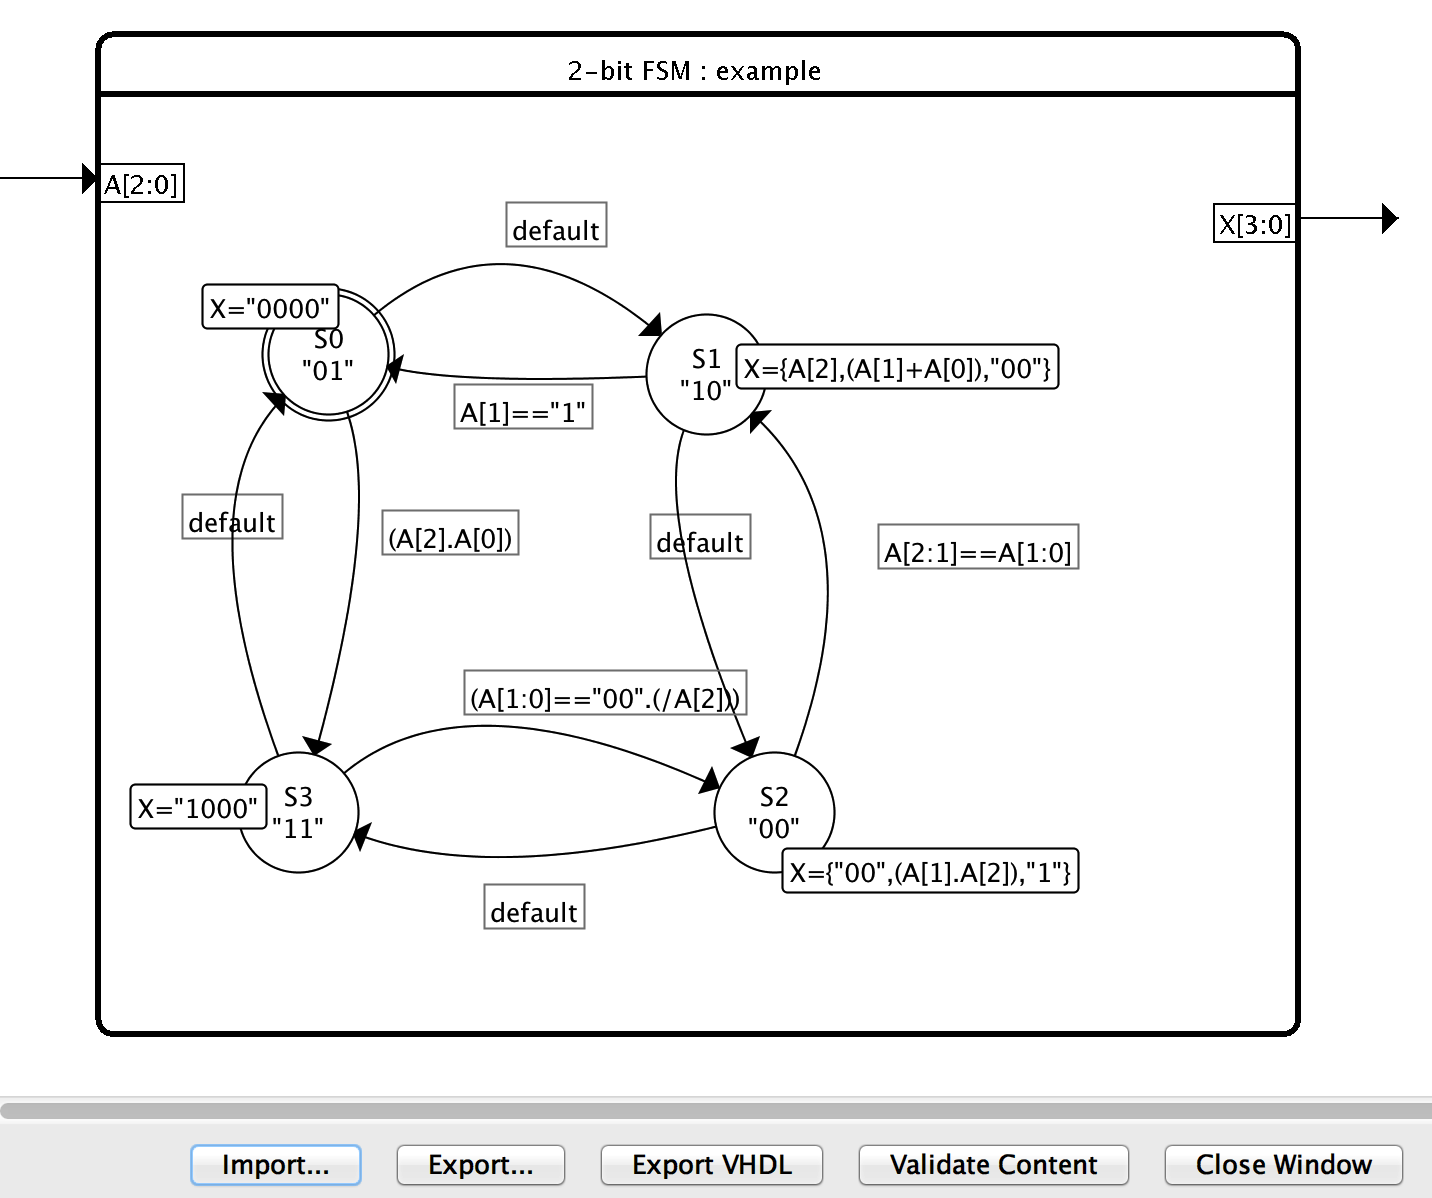 2-bit FSM : example
A[2:0]
X[3:0]
default
X="0000"
S0
"01"
S1
"10"
X={A[2],(A[1]+A[0]),"00"}
A[1]=="1"
default
(A[2].A[0])
default
A[2:1]==A[1:0]
(A[1:0]=="00".(/A[2]))
X="1000"
S3
"11"
S2
"00"
X={"00",(A[1].A[2]),"1"}
default
Import...
Export...
Export VHDL
Validate Content
Close Window